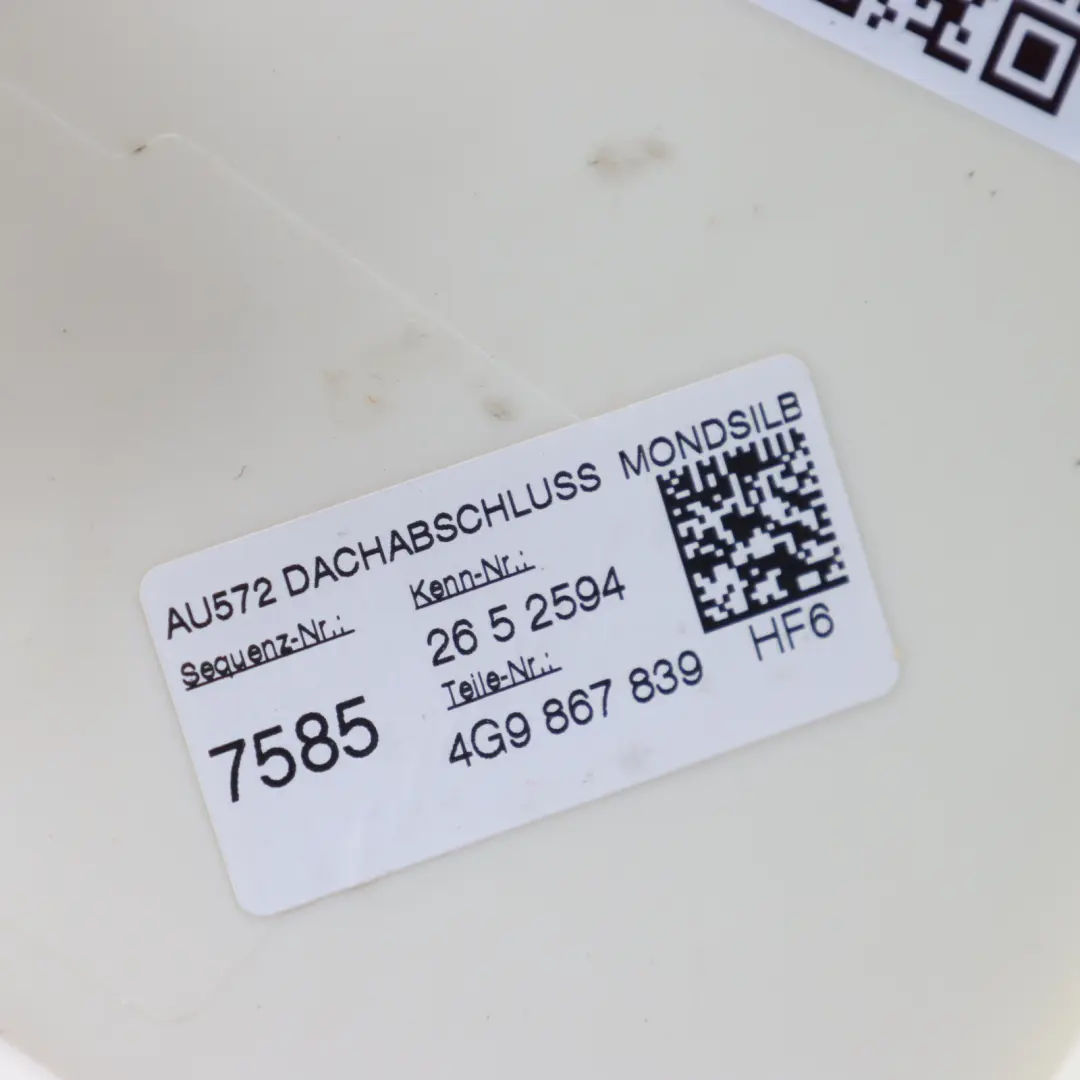 AU572 DACHABSCHLUSS MONDSILB
Sequenz-Nr.:
7585
Kenn-Nr.:
26 5 2594
Teile-Nr.:
4G9 867 839
HF6